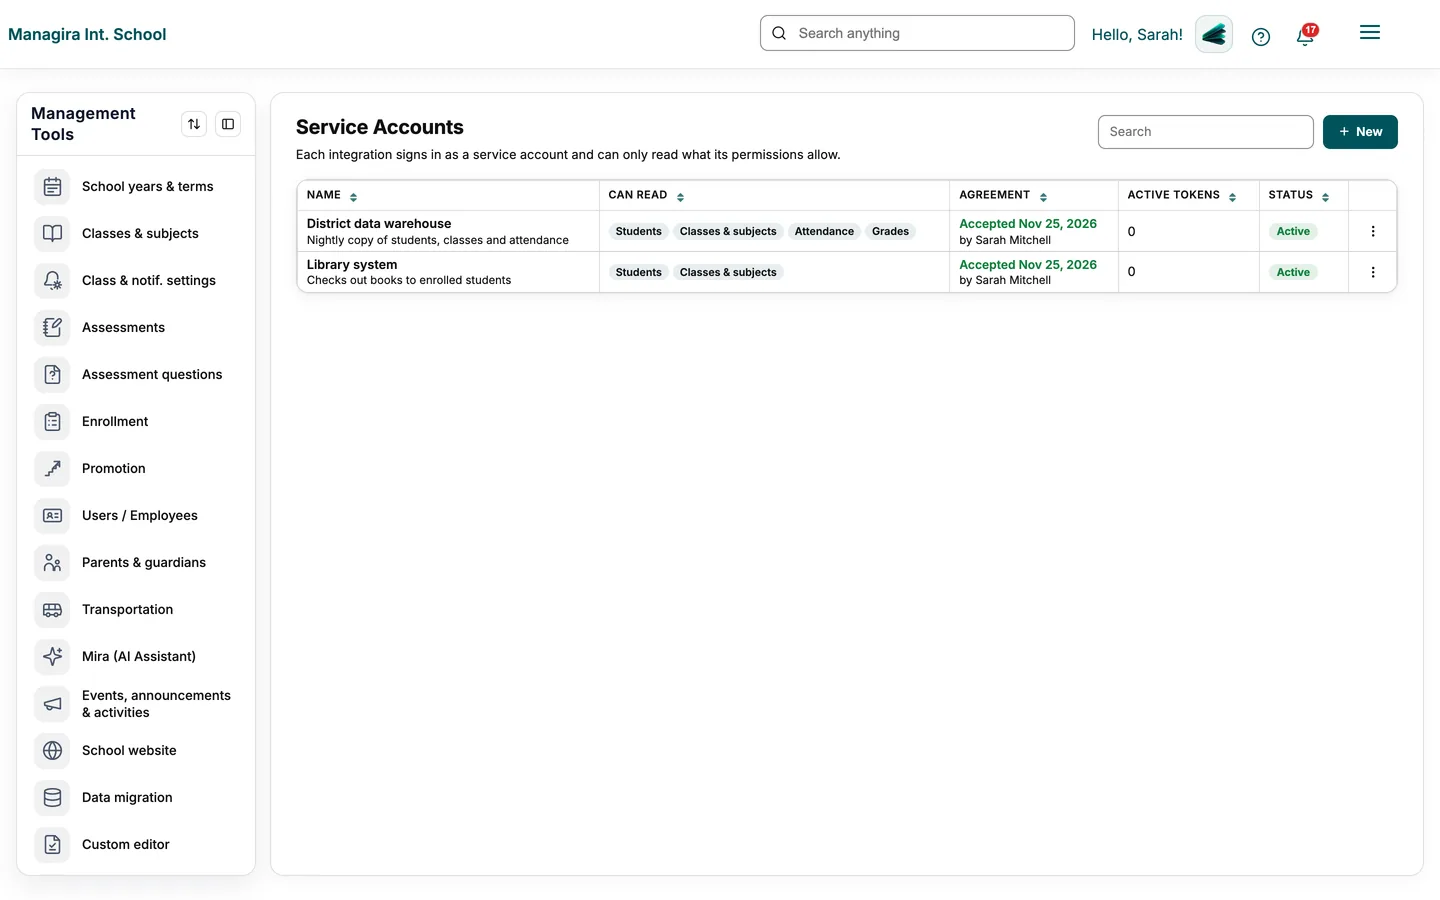 Managira Int. School
Search anything
Hello, Sarah!
17
Management
Tools
School years & terms
Classes & subjects
Class & notif. settings
Assessments
Assessment questions
Enrollment
Promotion
Users / Employees
Parents & guardians
Transportation
Mira (AI Assistant)
Events, announcements
& activities
School website
Data migration
Custom editor
Service Accounts
Each integration signs in as a service account and can only read what its permissions allow.
Search
+ New
NAME CAN READ AGREEMENT ACTIVE TOKENS STATUS
District data warehouse
Nightly copy of students, classes and attendance
Students Classes & subjects Attendance Grades
Accepted Nov 25, 2026
by Sarah Mitchell
0
Active
Library system
Checks out books to enrolled students
Students Classes & subjects
Accepted Nov 25, 2026
by Sarah Mitchell
0
Active